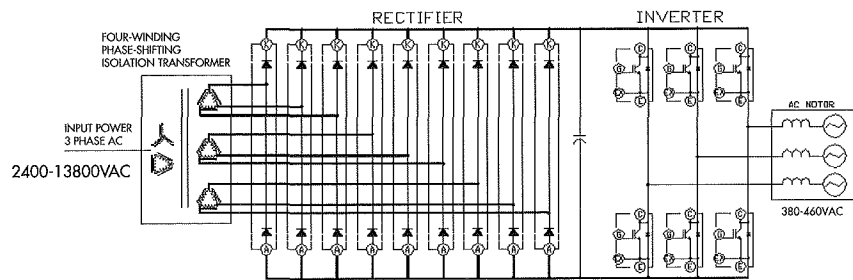 RECTIFIER
INVERTER
FOUR-WINDING
PHASE-SHIFTING
ISOLATION TRANSFORMER
K K K K K K K K K
C C C
G G G
E E E
AC MOTOR
INPUT POWER
3 PHASE AC
2400-13800VAC
380-460VAC
C C C
G G G
E E E
A A A A A A A A A